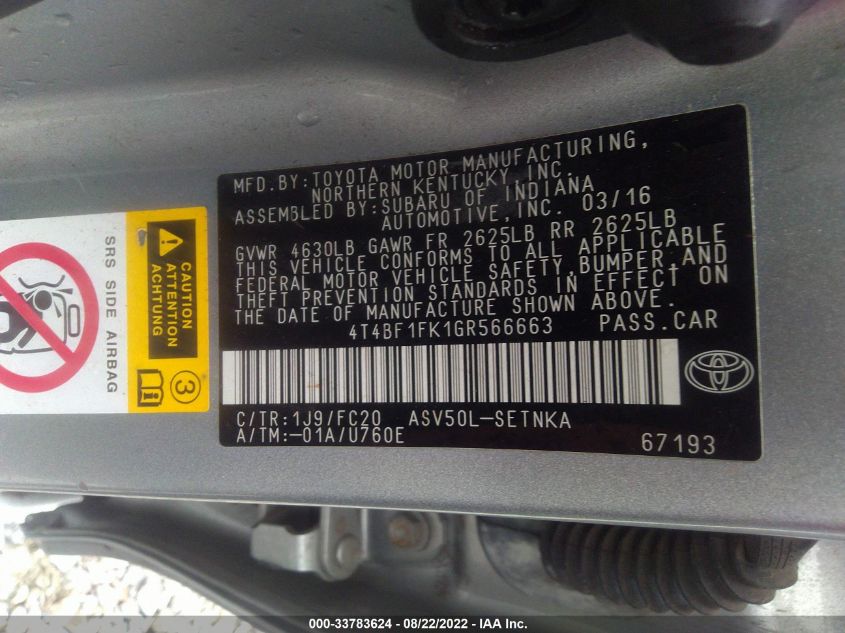 MFD.BY:TOYOTA MOTOR MANUFACTURING,
NORTHERN KENTUCKY, INC.
ASSEMBLED BY:SUBARU OF INDIANA
AUTOMOTIVE,INC. 03/16
GVWR 4630LB GAWR FR 2625LB RR 2625LB
THIS VEHICLE CONFORMS TO ALL APPLICABLE
FEDERAL MOTOR VEHICLE SAFETY,BUMPER AND
THEFT PREVENTION STANDARDS IN EFFECT ON
THE DATE OF MANUFACTURE SHOWN ABOVE.
4T4BF1FK1GR566663 PASS.CAR
C/TR:1J9/FC20 ASV50L-SETNKA
A/TM:-01A/U760E
67193
CAUTION
ATTENTION
ACHTUNG
SRS SIDE AIRBAG
3
000-33783624 - 08/22/2022 - IAA Inc.